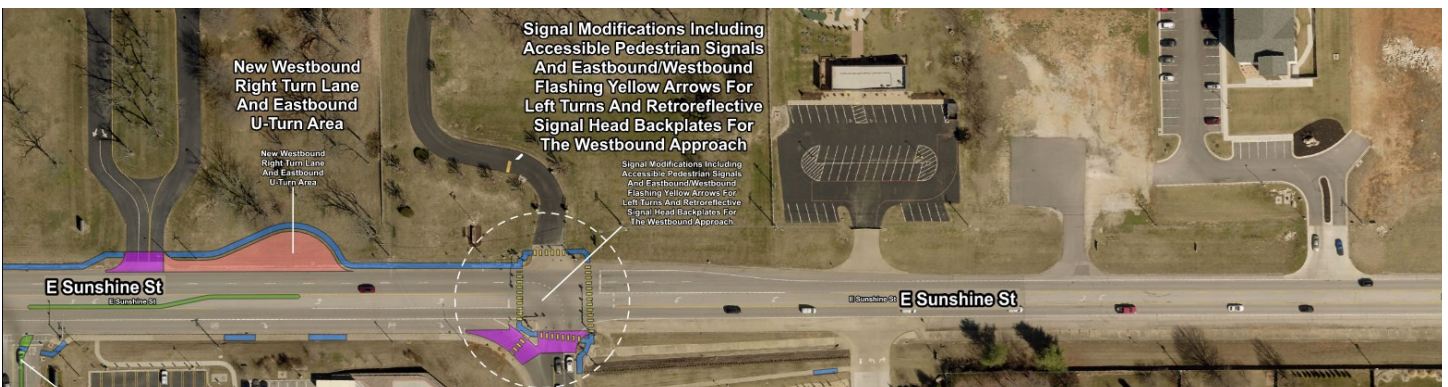 New Westbound
Right Turn Lane
And Eastbound
U-Turn Area
New Westbound
Right Turn Lane
And Eastbound
U-Turn Area
Signal Modifications Including
Accessible Pedestrian Signals
And Eastbound/Westbound
Flashing Yellow Arrows For
Left Turns And Retroreflective
Signal Head Backplates For
The Westbound Approach
Signal Modifications Including
Accessible Pedestrian Signals
And Eastbound/Westbound
Flashing Yellow Arrows For
Left Turns And Retroreflective
Signal Head Backplates For
The Westbound Approach
E Sunshine St
E Sunshine St
E Sunshine St
E Sunshine St